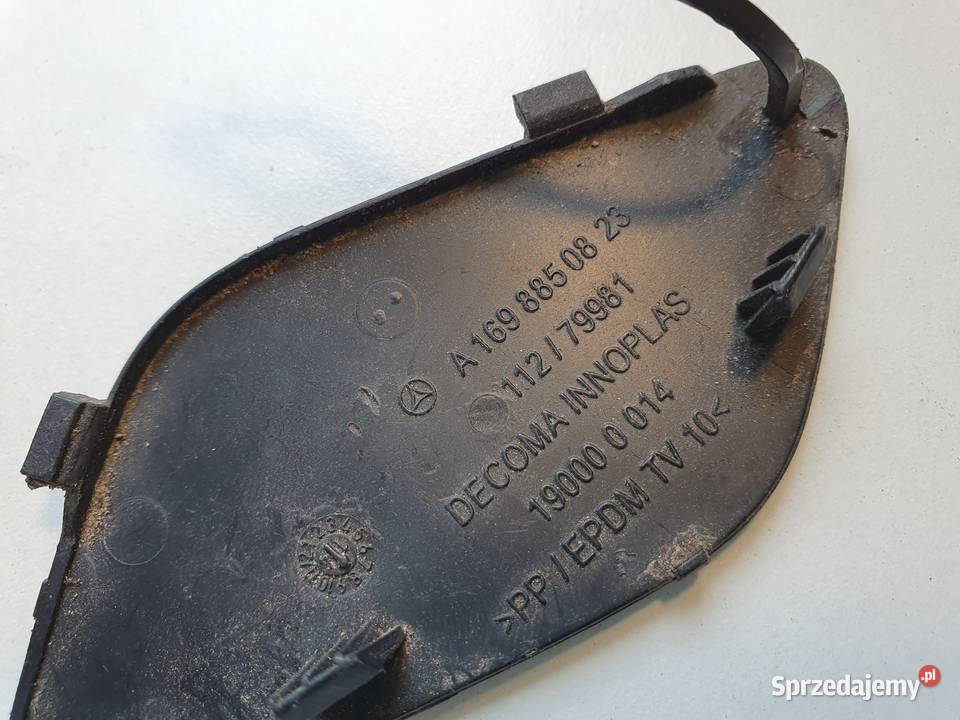 A 169 885 08 23
112 / 79981
DECOMA INNOPLAS
19000 0 014
>PP / EPDM TV 10<
Sprzedajemy.pl